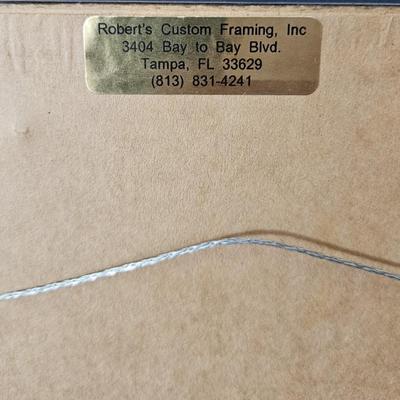 Robert's Custom Framing, Inc
3404 Bay to Bay Blvd.
Tampa, FL 33629
(813) 831-4241